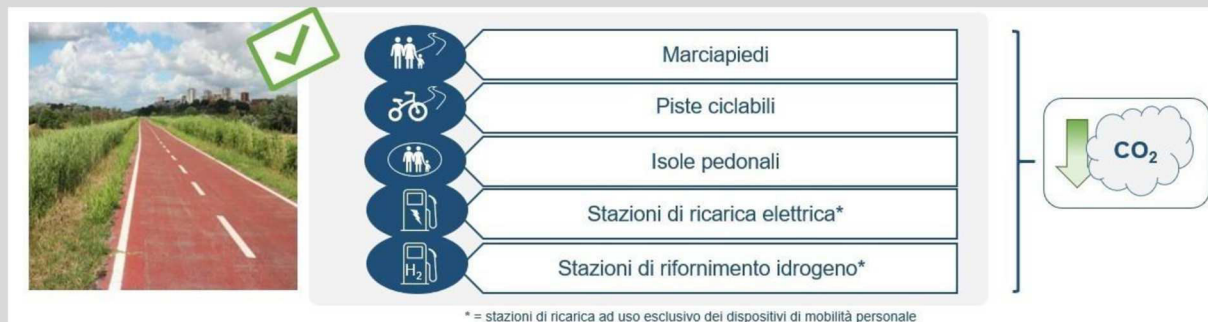 Marciapiedi
Piste ciclabili
Isole pedonali
Stazioni di ricarica elettrica*
H₂
Stazioni di rifornimento idrogeno*
CO₂
* = stazioni di ricarica ad uso esclusivo dei dispositivi di mobilità personale